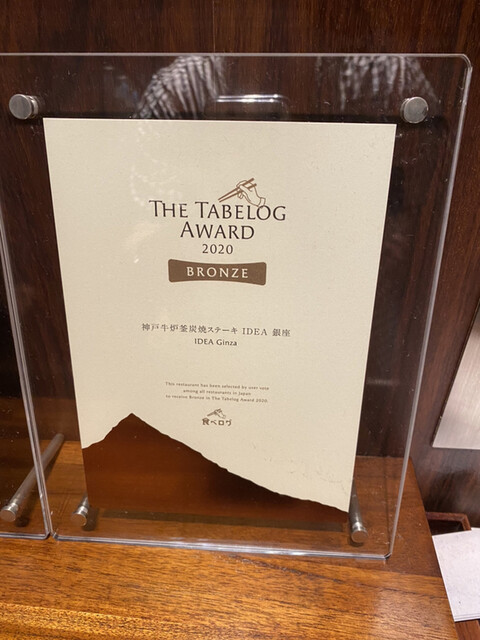 THE TABELOG
AWARD
2020
BRONZE
神戸牛炉釜炭焼ステーキ IDEA 銀座
IDEA Ginza
This restaurant has been selected by user vote
among all restaurants in Japan
to receive Bronze in The Tabelog Award 2020
食べログ